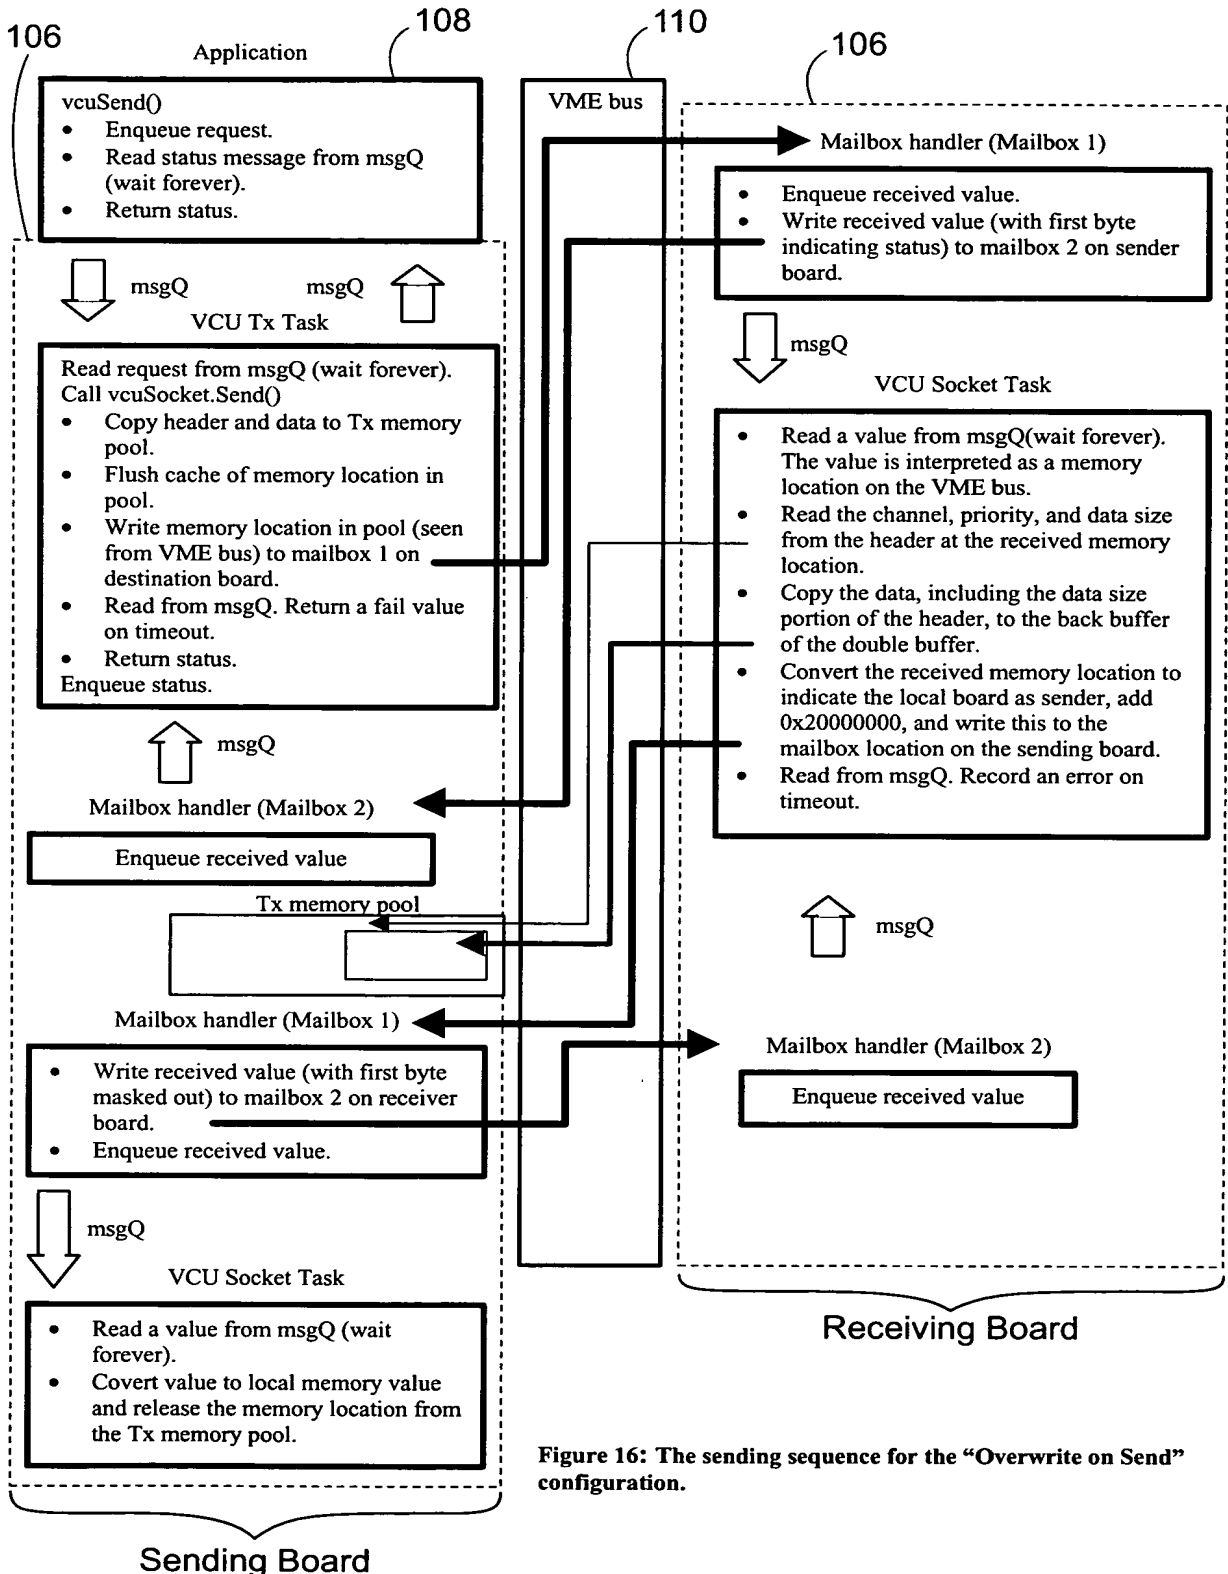 106
Application
108
vcuSend()
• Enqueue request.
• Read status message from msgQ
(wait forever).
• Return status.
106
msgQ
msgQ
VCU Tx Task
Read request from msgQ (wait forever).
Call vcuSocket.Send()
• Copy header and data to Tx memory
pool.
• Flush cache of memory location in
pool.
• Write memory location in pool (seen
from VME bus) to mailbox 1 on
destination board.
• Read from msgQ. Return a fail value
on timeout.
• Return status.
Enqueue status.
msgQ
Mailbox handler (Mailbox 2)
Enqueue received value
Tx memory pool
Mailbox handler (Mailbox 1)
• Write received value (with first byte
masked out) to mailbox 2 on receiver
board.
• Enqueue received value.
msgQ
VCU Socket Task
• Read a value from msgQ (wait
forever).
• Covert value to local memory value
and release the memory location from
the Tx memory pool.
Sending Board
110
VME bus
106
Mailbox handler (Mailbox 1)
• Enqueue received value.
• Write received value (with first byte
indicating status) to mailbox 2 on sender
board.
msgQ
VCU Socket Task
• Read a value from msgQ(wait forever).
The value is interpreted as a memory
location on the VME bus.
• Read the channel, priority, and data size
from the header at the received memory
location.
• Copy the data, including the data size
portion of the header, to the back buffer
of the double buffer.
• Convert the received memory location to
indicate the local board as sender, add
0x20000000, and write this to the
mailbox location on the sending board.
• Read from msgQ. Record an error on
timeout.
msgQ
Mailbox handler (Mailbox 2)
Enqueue received value
Receiving Board
Figure 16: The sending sequence for the “Overwrite on Send”
configuration.